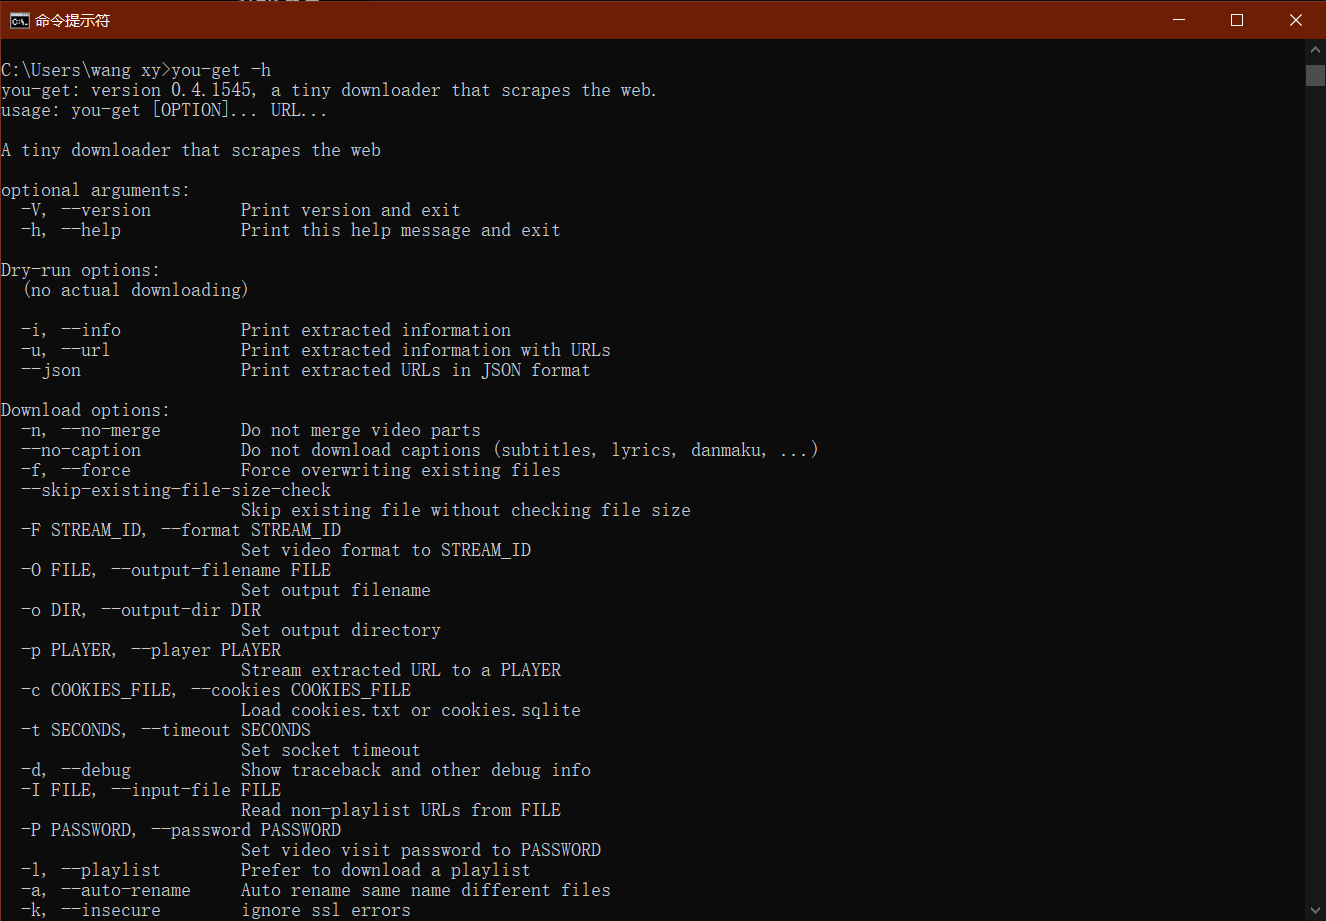 命令提示符
C:\Users\wang xy>you-get -h
you-get: version 0.4.1545, a tiny downloader that scrapes the web.
usage: you-get [OPTION]... URL...
A tiny downloader that scrapes the web
optional arguments:
-V, --version Print version and exit
-h, --help Print this help message and exit
Dry-run options:
(no actual downloading)
-i, --info Print extracted information
-u, --url Print extracted information with URLs
--json Print extracted URLs in JSON format
Download options:
-n, --no-merge Do not merge video parts
--no-caption Do not download captions (subtitles, lyrics, danmaku, ...)
-f, --force Force overwriting existing files
--skip-existing-file-size-check
Skip existing file without checking file size
-F STREAM_ID, --format STREAM_ID
Set video format to STREAM_ID
-O FILE, --output-filename FILE
Set output filename
-o DIR, --output-dir DIR
Set output directory
-p PLAYER, --player PLAYER
Stream extracted URL to a PLAYER
-c COOKIES_FILE, --cookies COOKIES_FILE
Load cookies.txt or cookies.sqlite
-t SECONDS, --timeout SECONDS
Set socket timeout
-d, --debug Show traceback and other debug info
-I FILE, --input-file FILE
Read non-playlist URLs from FILE
-P PASSWORD, --password PASSWORD
Set video visit password to PASSWORD
-l, --playlist Prefer to download a playlist
-a, --auto-rename Auto rename same name different files
-k, --insecure ignore ssl errors